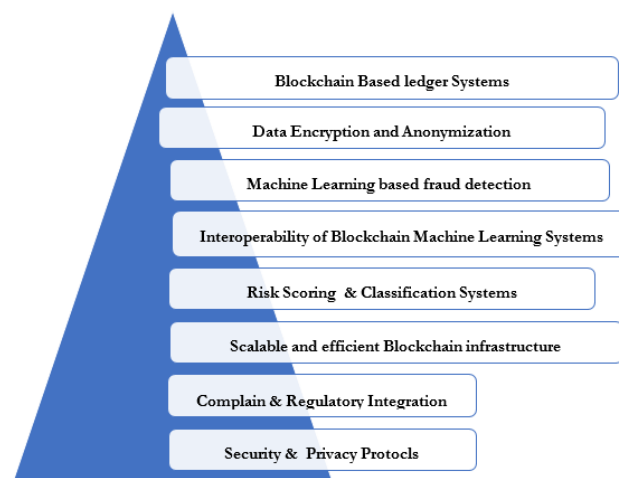 Blockchain Based ledger Systems
Data Encryption and Anonymization
Machine Learning based fraud detection
Interoperability of Blockchain Machine Learning Systems
Risk Scoring & Classification Systems
Scalable and efficient Blockchain infrastructure
Complain & Regulatory Integration
Security & Privacy Protocls